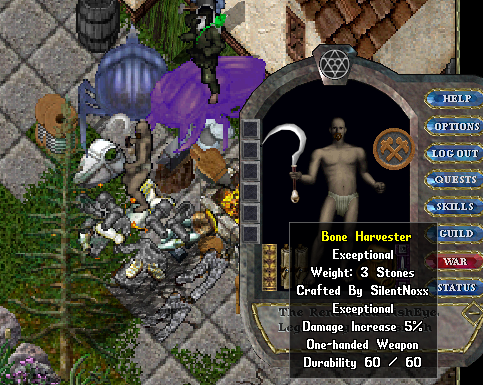 HELP
OPTIONS
LOG OUT
QUESTS
SKILLS
GUILD
WAR
STATUS
Bone Harvester
Exceptional
Weight: 3 Stones
Crafted By SilentNoxx
Exceptional
Damage Increase 5%
One-handed Weapon
Durability 60 / 60